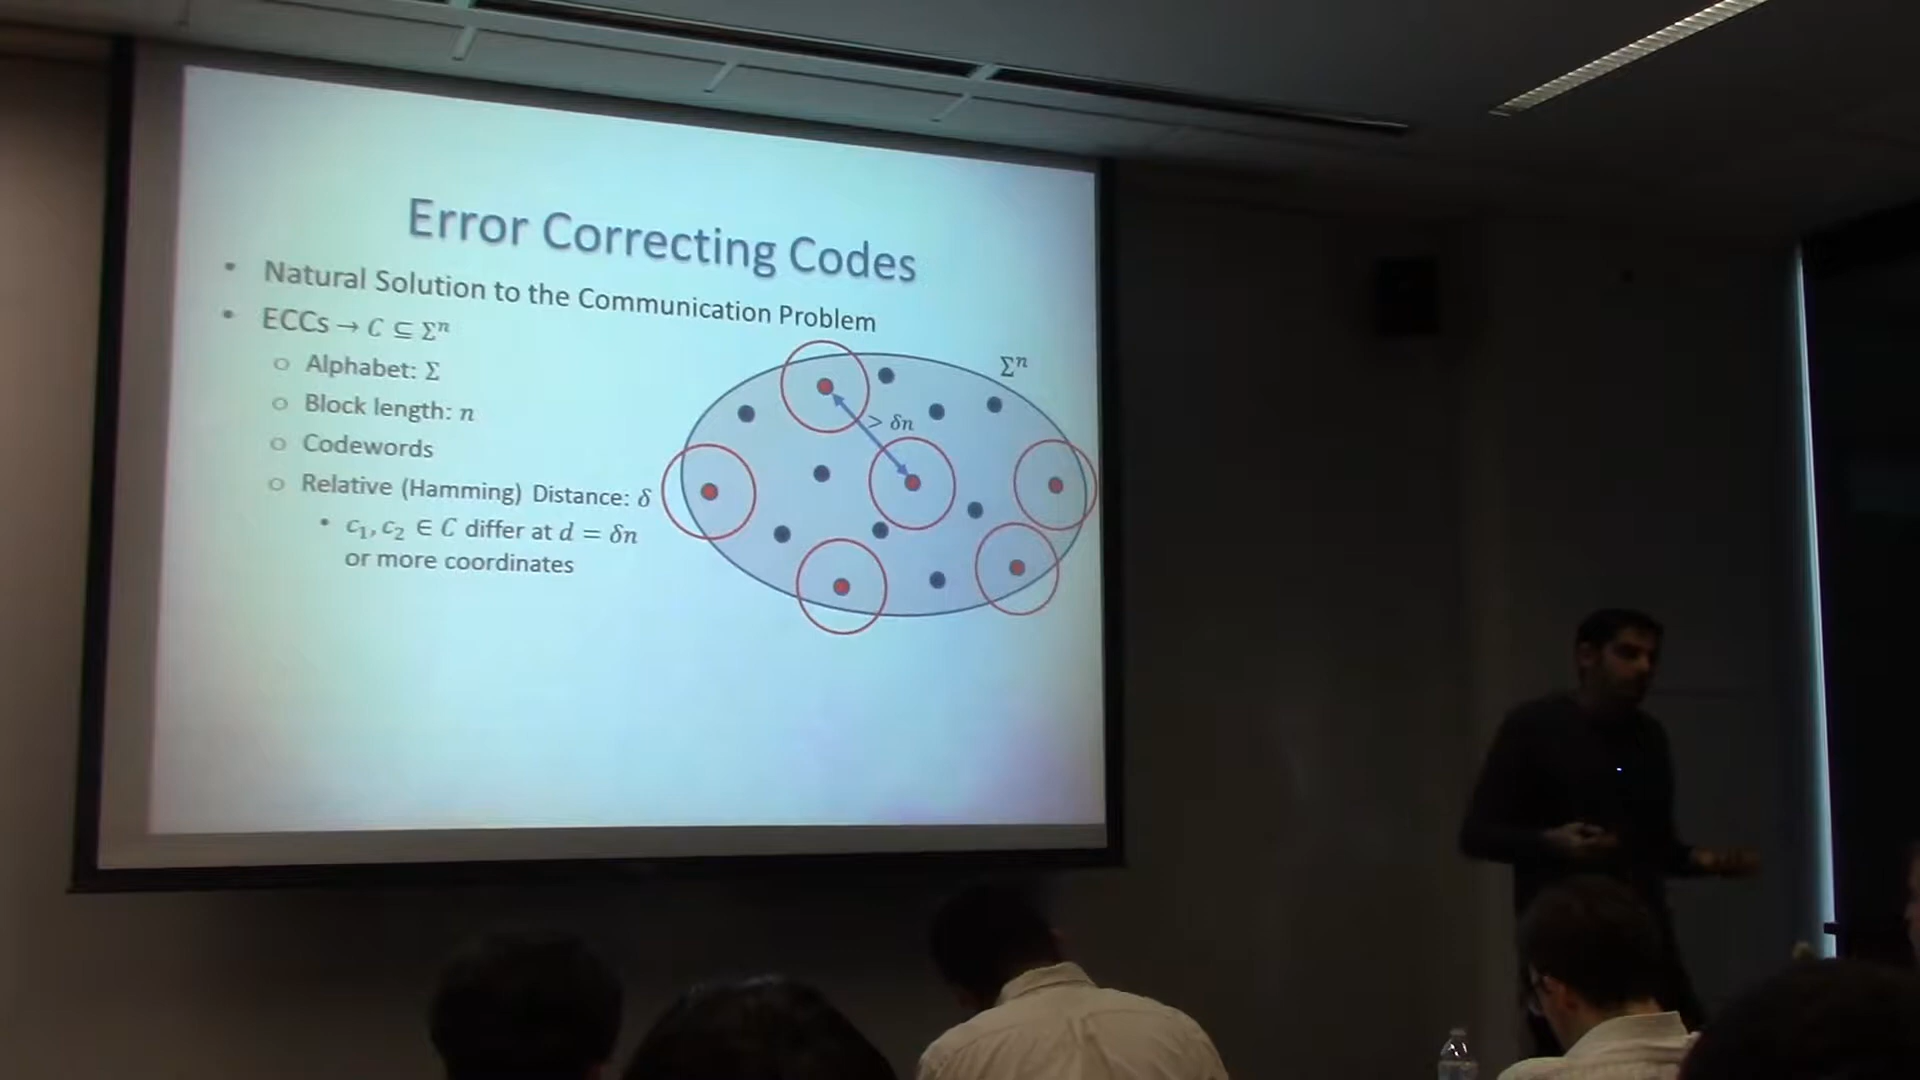 Error Correcting Codes
• Natural Solution to the Communication Problem
• ECCs → C ⊆ Σⁿ
o Alphabet: Σ
o Block length: n
o Codewords
o Relative (Hamming) Distance: δ
• c₁, c₂ ∈ C differ at d = δn
or more coordinates
Σⁿ
> δn